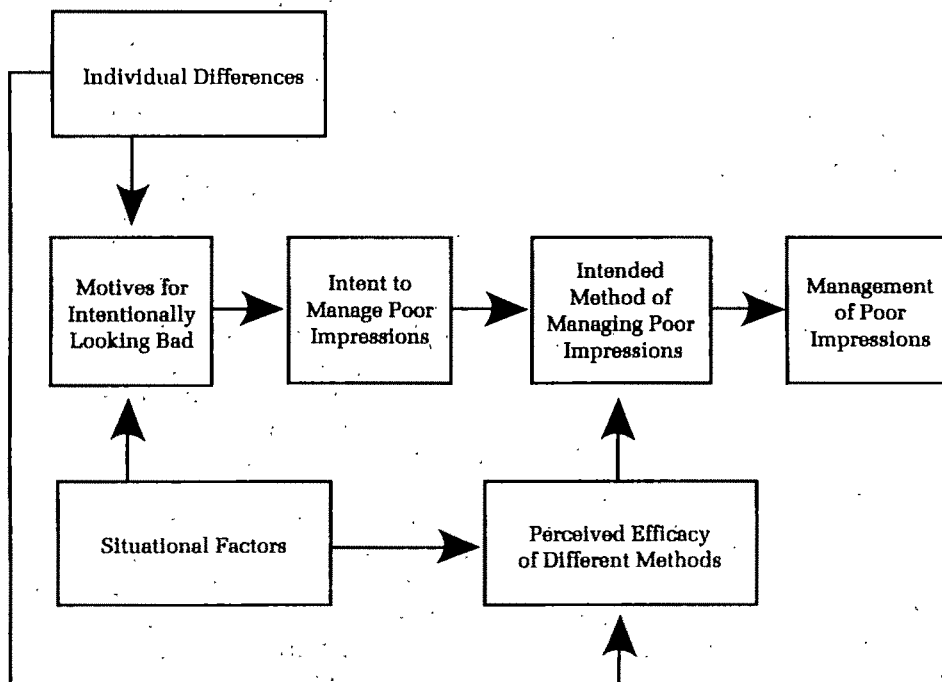 Individual Differences
Motives for
Intentionally
Looking Bad
Intent to
Manage Poor
Impressions
Intended
Method of
Managing Poor
Impressions
Management
of Poor
Impressions
Situational Factors
Perceived Efficacy
of Different Methods